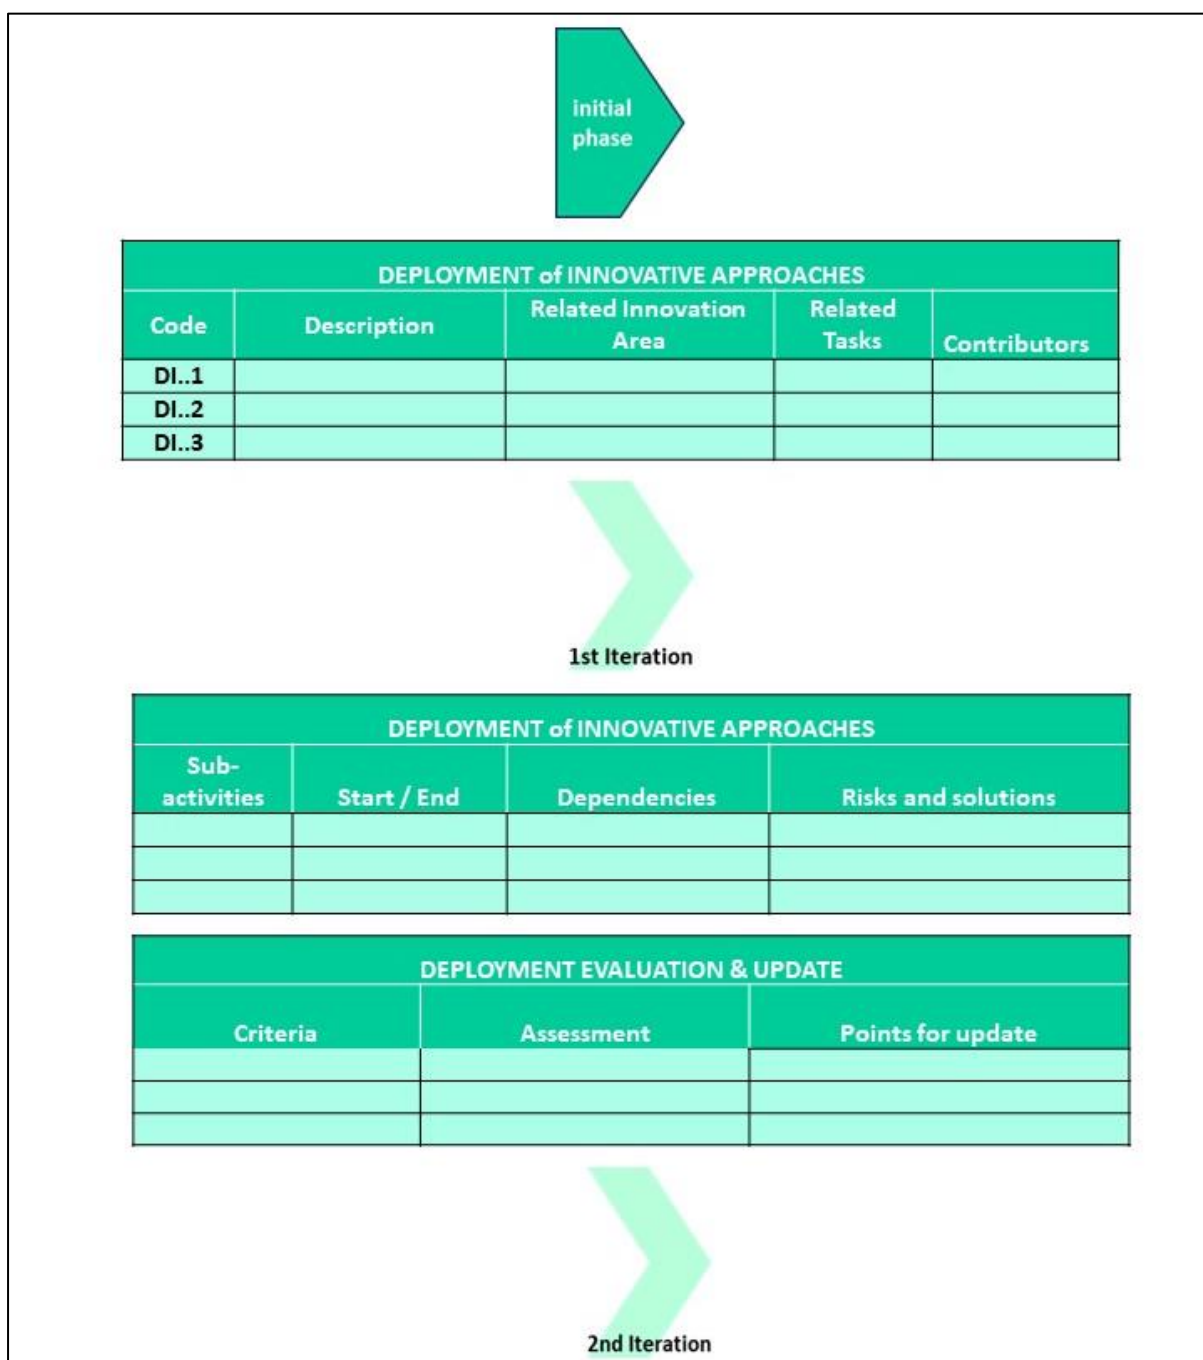 initial
phase
DEPLOYMENT of INNOVATIVE APPROACHES
Code Description Related Innovation Area Related Tasks Contributors
DI..1
DI..2
DI..3
1st Iteration
DEPLOYMENT of INNOVATIVE APPROACHES
Sub-activities Start / End Dependencies Risks and solutions
DEPLOYMENT EVALUATION & UPDATE
Criteria Assessment Points for update
2nd Iteration